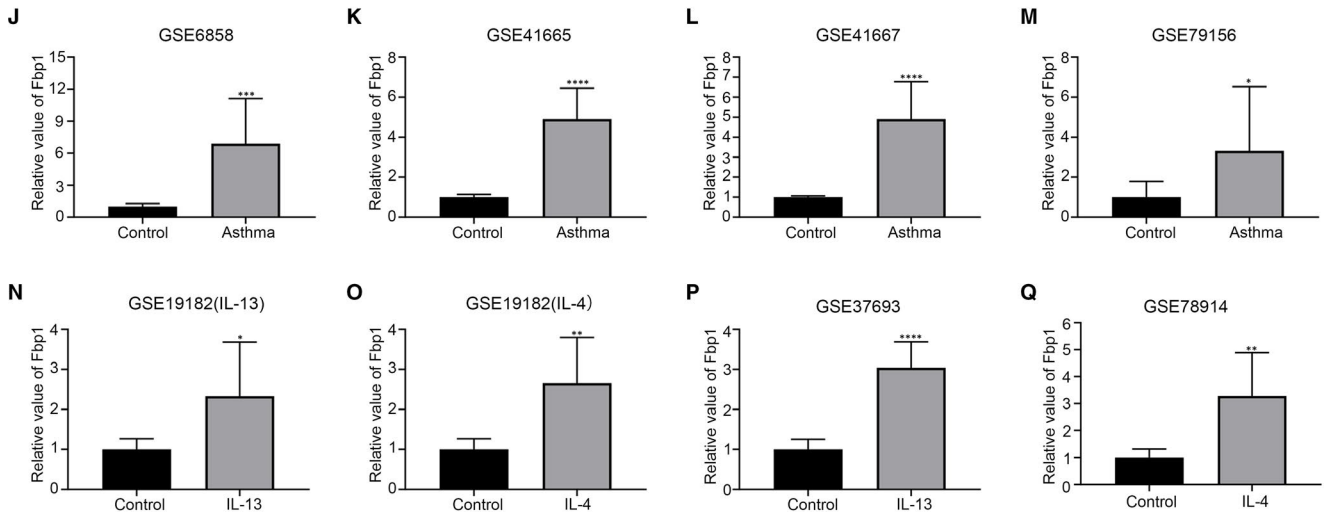 J
GSE6858
Relative value of Fbp1
15
12
9
6
3
0
***
Control
Asthma
K
GSE41665
Relative value of Fbp1
8
6
4
2
0
****
Control
Asthma
L
GSE41667
Relative value of Fbp1
8
7
6
5
4
3
2
1
0
****
Control
Asthma
M
GSE79156
Relative value of Fbp1
8
6
4
2
0
*
Control
Asthma
N
GSE19182(IL-13)
Relative value of Fbp1
4
3
2
1
0
*
Control
IL-13
O
GSE19182(IL-4)
Relative value of Fbp1
4
3
2
1
0
**
Control
IL-4
P
GSE37693
Relative value of Fbp1
4
3
2
1
0
****
Control
IL-13
Q
GSE78914
Relative value of Fbp1
6
5
4
3
2
1
0
**
Control
IL-4